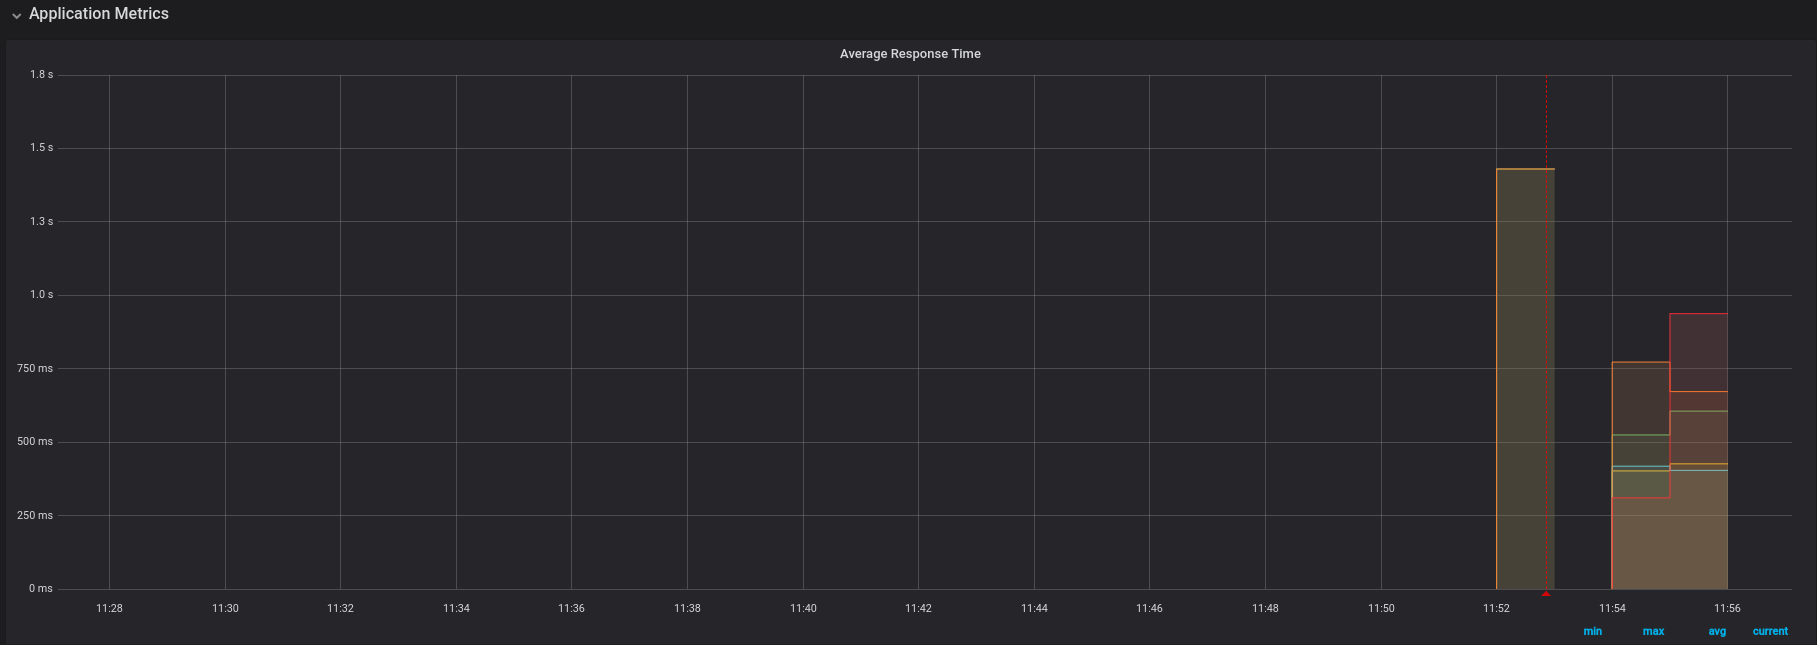 Application Metrics
Average Response Time
1.8 s
1.5 s
1.3 s
1.0 s
750 ms
500 ms
250 ms
0 ms
11:28 11:30 11:32 11:34 11:36 11:38 11:40 11:42 11:44 11:46 11:48 11:50 11:52 11:54 11:56
min max avg current